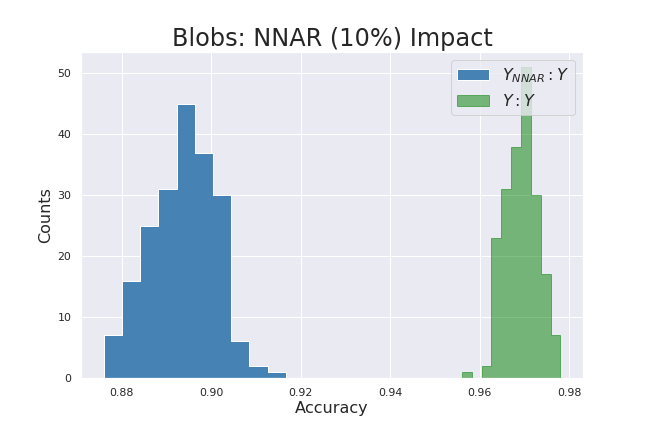 Blobs: NNAR (10%) Impact
Y_NNAR : Y
Y : Y
Counts
50
40
30
20
10
0
0.88 0.90 0.92 0.94 0.96 0.98
Accuracy